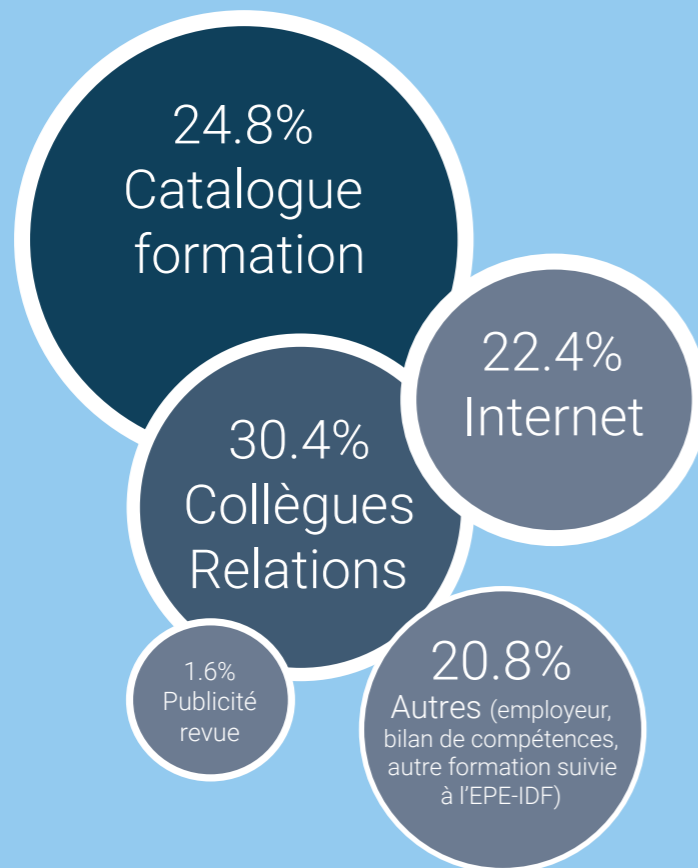 24.8%
Catalogue
formation
22.4%
Internet
30.4%
Collègues
Relations
1.6%
Publicité
revue
20.8%
Autres (employeur,
bilan de compétences,
autre formation suivie
à l’EPE-IDF)